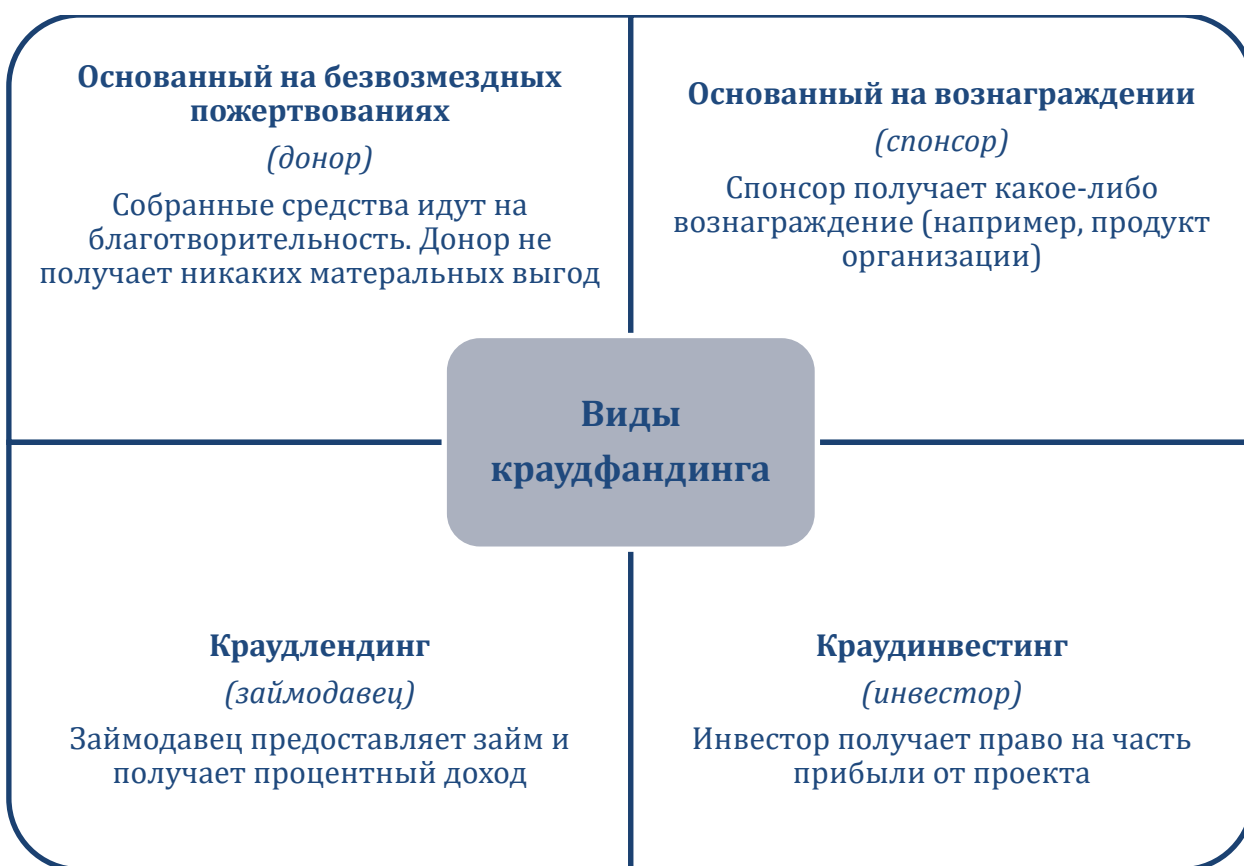 Основанный на безвозмездных
пожертвованиях
(донор)
Собранные средства идут на
благотворительность. Донор не
получает никаких матеральных выгод
Основанный на вознаграждении
(спонсор)
Спонсор получает какое-либо
вознаграждение (например, продукт
организации)
Виды
краудфандинга
Краудлендинг
(займодавец)
Займодавец предоставляет займ и
получает процентный доход
Краудинвестинг
(инвестор)
Инвестор получает право на часть
прибыли от проекта